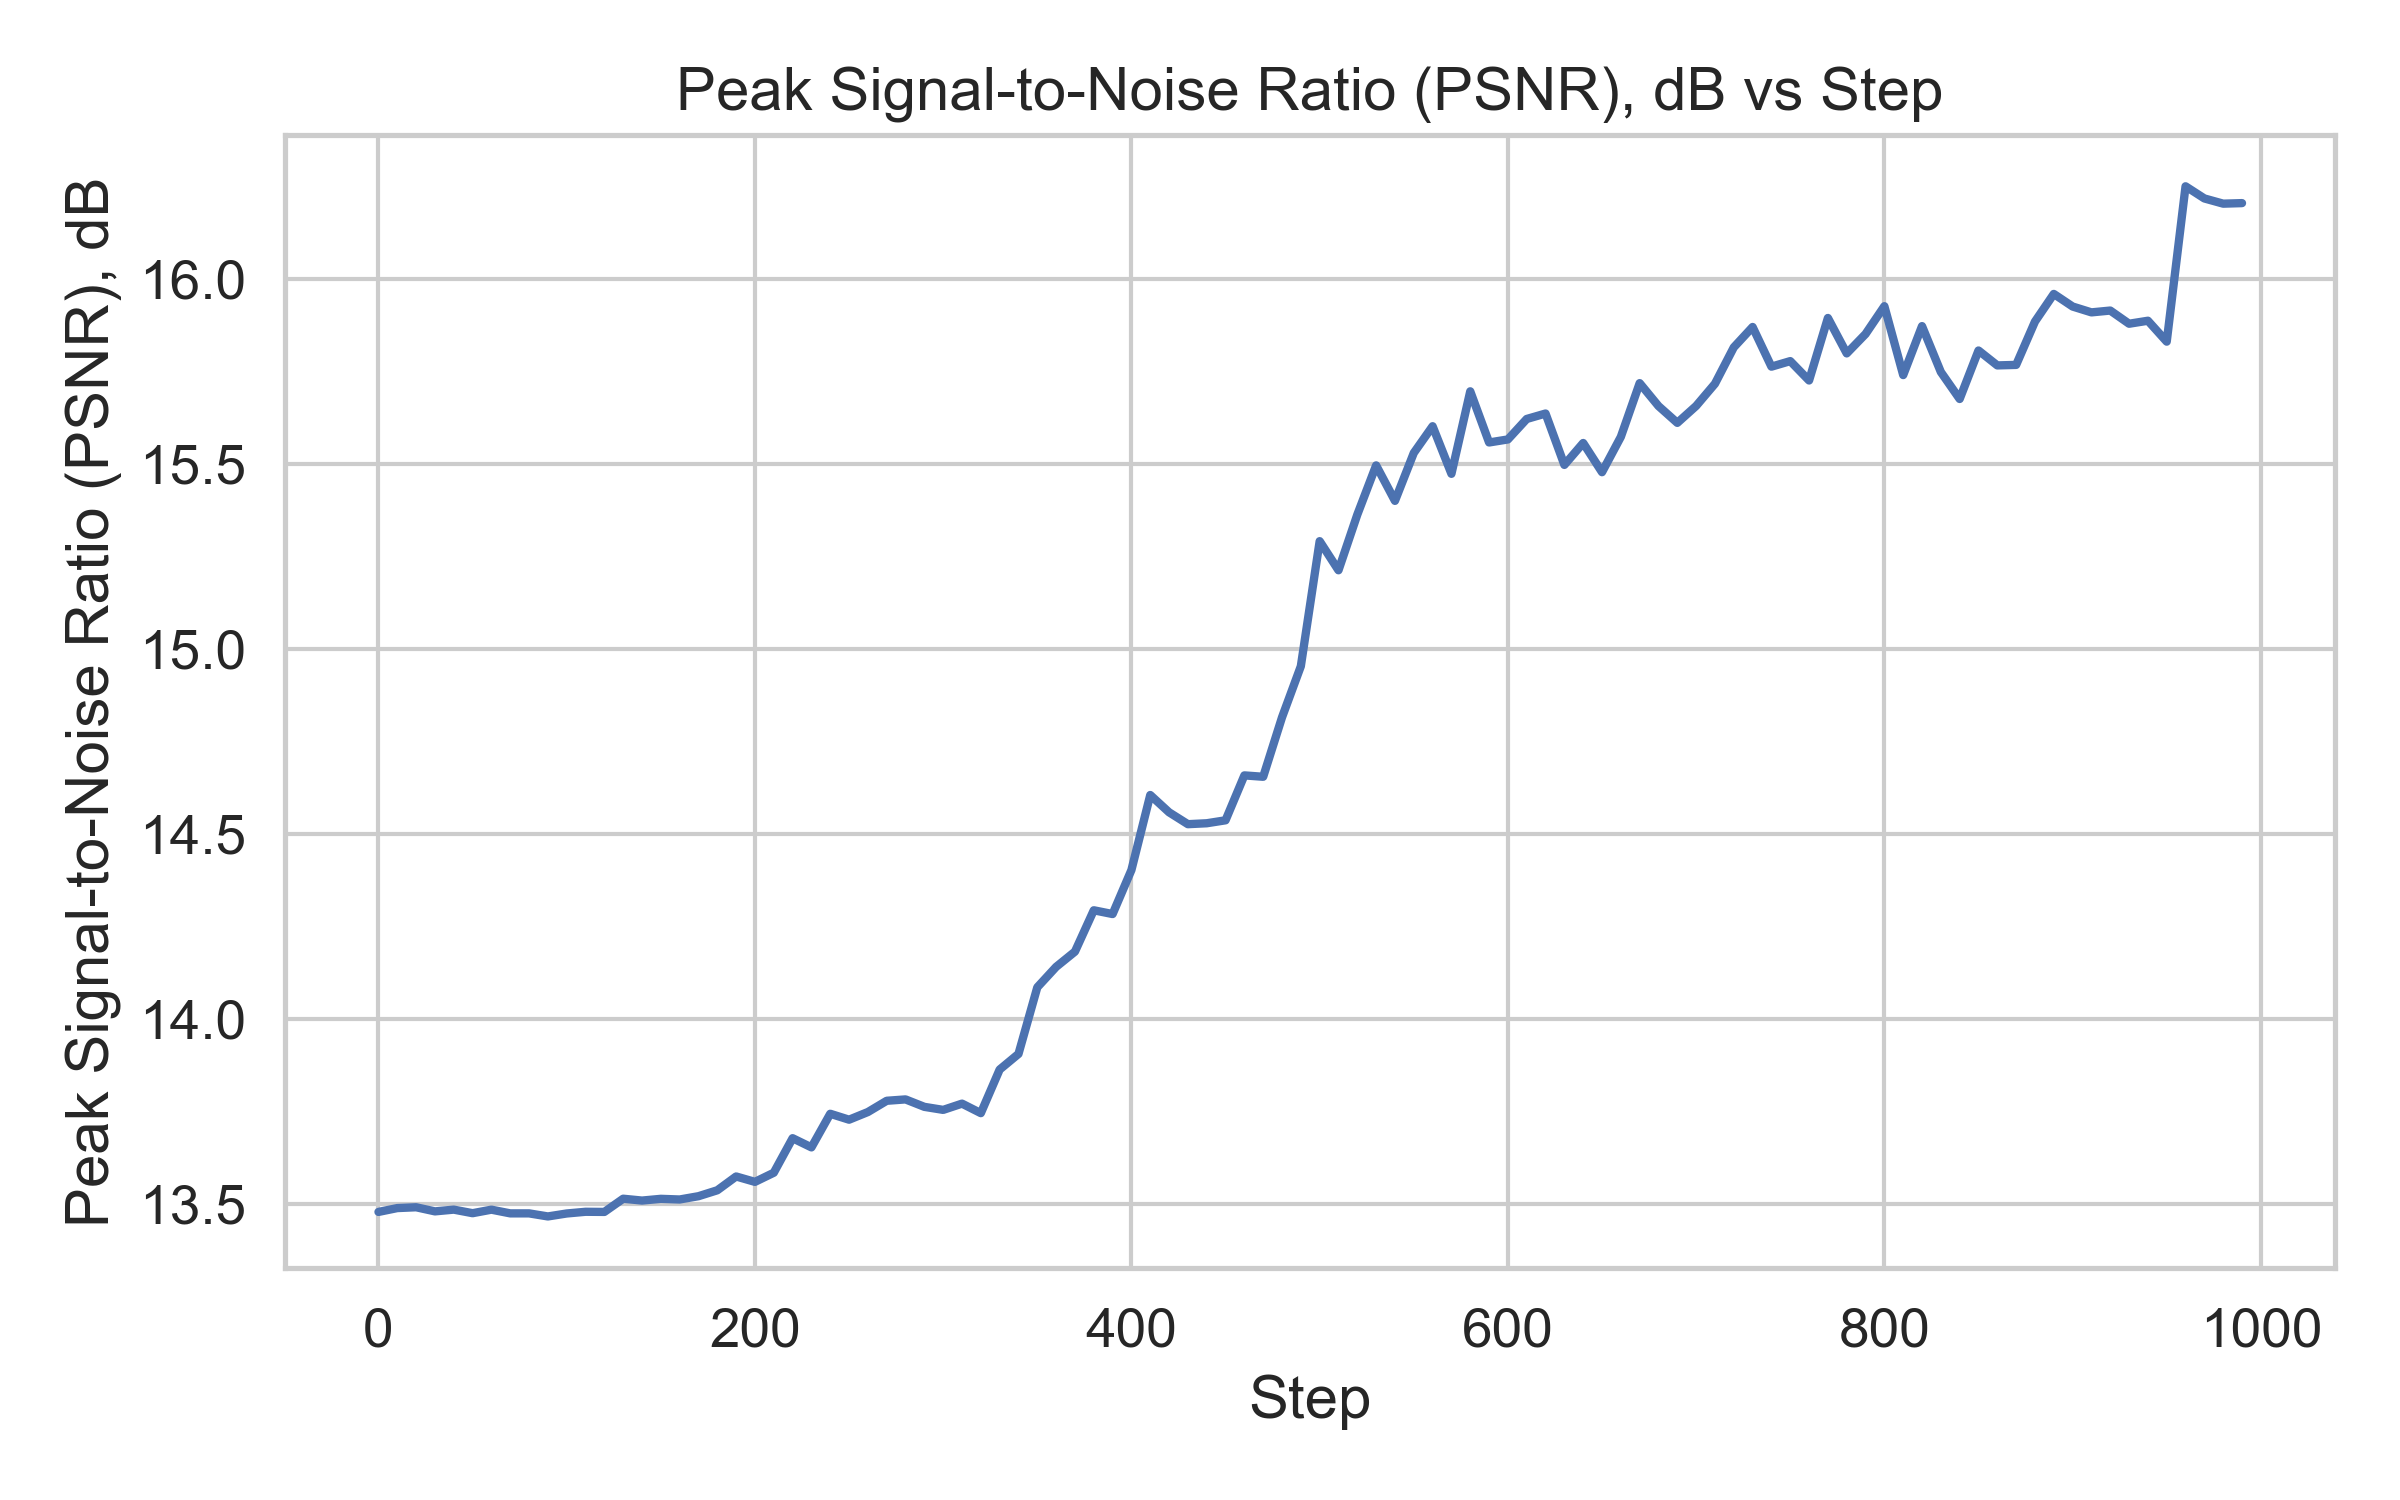 Peak Signal-to-Noise Ratio (PSNR), dB vs Step
Peak Signal-to-Noise Ratio (PSNR), dB
16.0
15.5
15.0
14.5
14.0
13.5
0 200 400 600 800 1000
Step